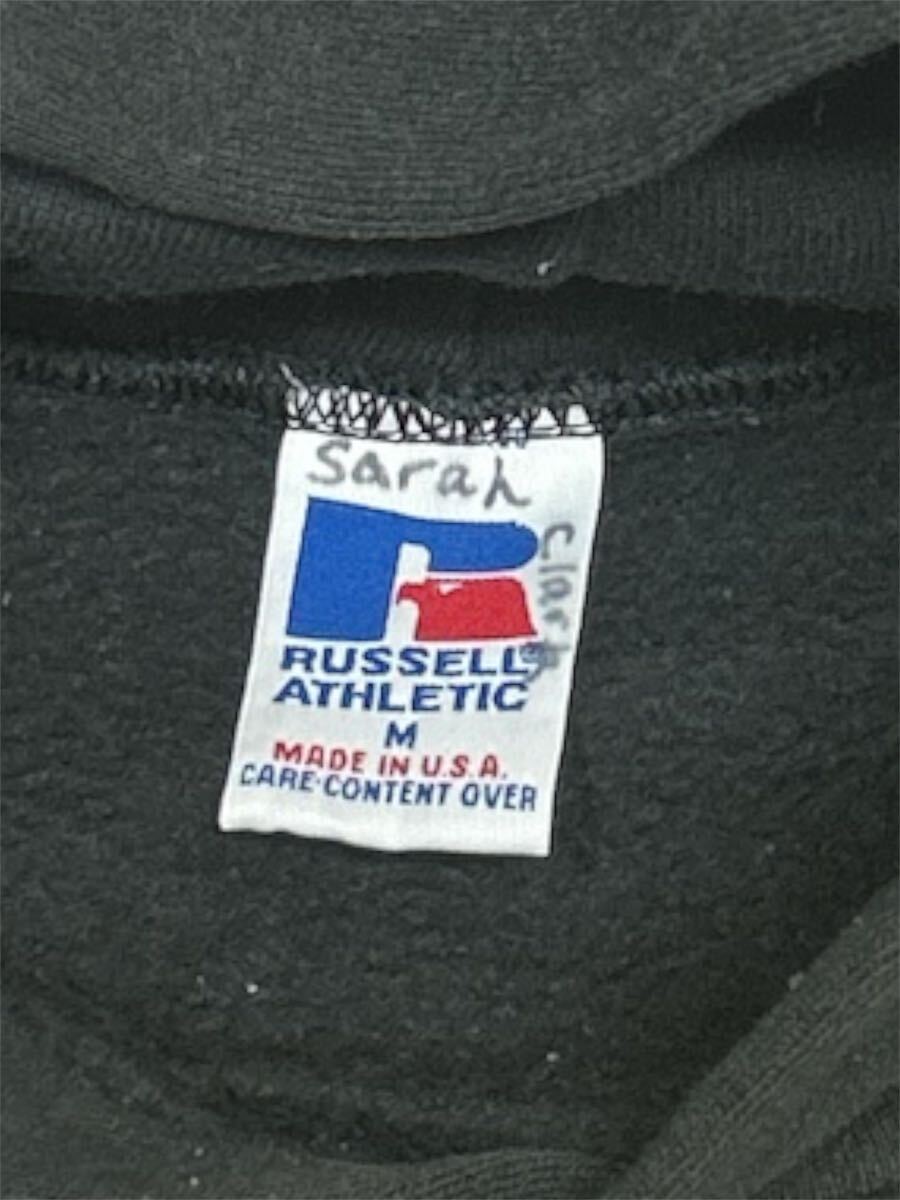 Sarah
Clark
RUSSELL®
ATHLETIC
M
MADE IN U.S.A.
CARE·CONTENT OVER